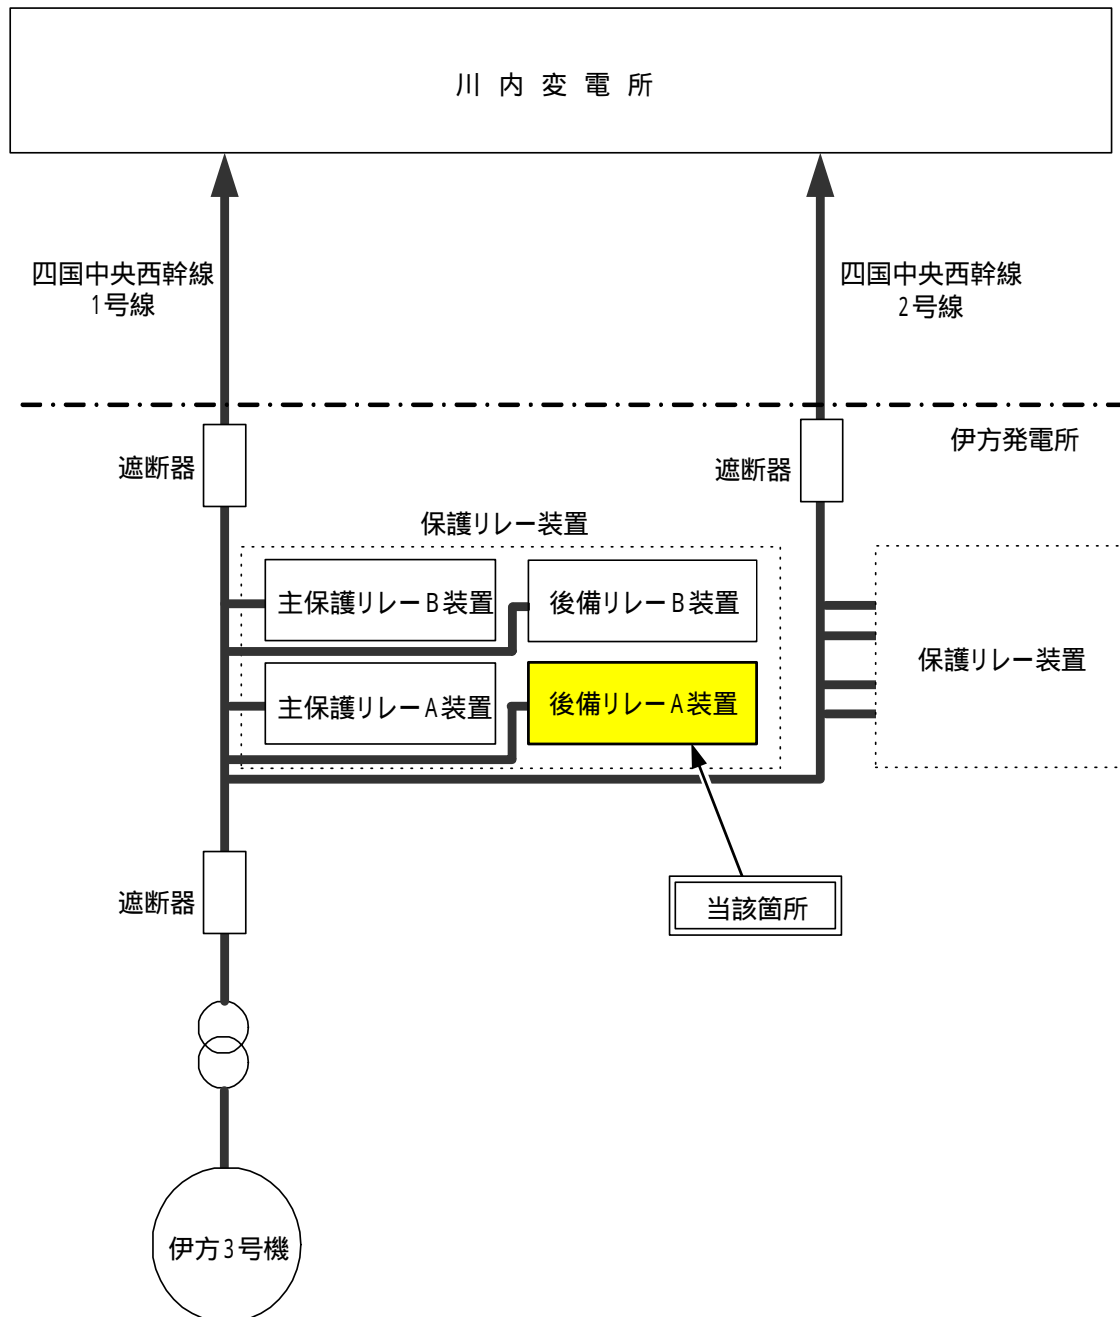 川内変電所
四国中央西幹線
1号線
四国中央西幹線
2号線
伊方発電所
遮断器
遮断器
保護リレー装置
主保護リレーB装置
後備リレーB装置
保護リレー装置
主保護リレーA装置
後備リレーA装置
遮断器
当該箇所
伊方3号機